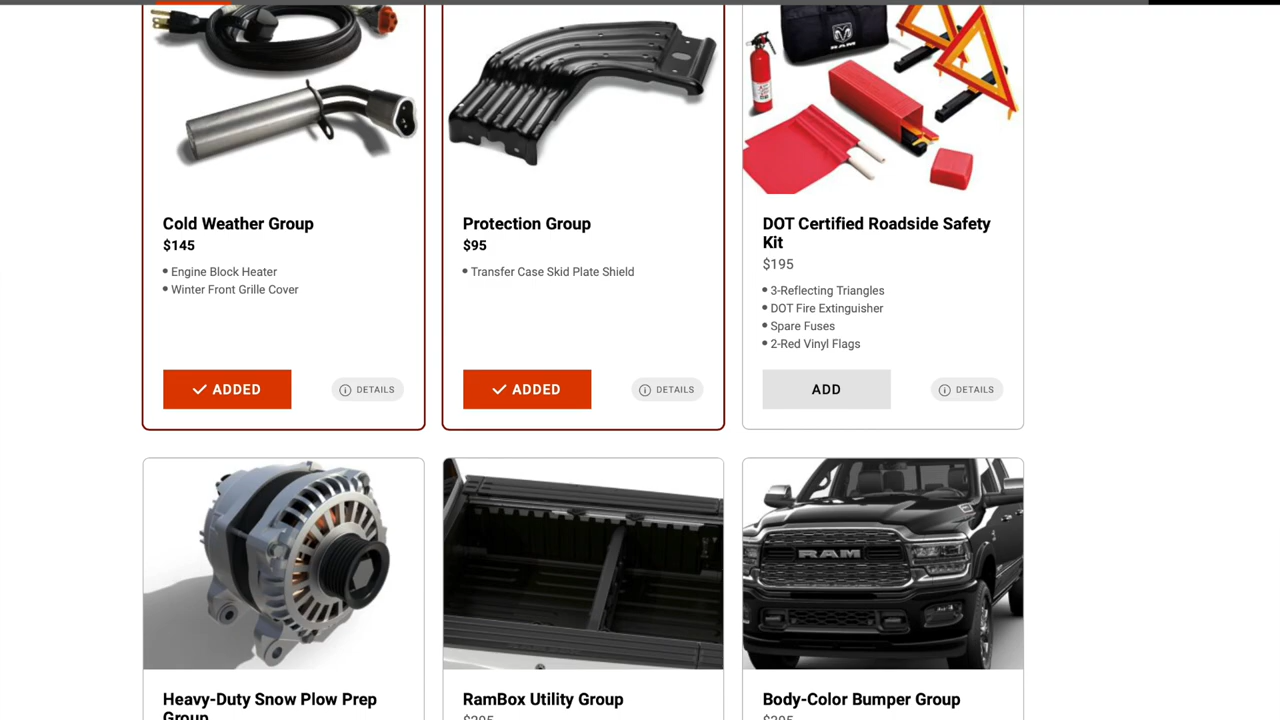 RAM
Cold Weather Group
$145
• Engine Block Heater
• Winter Front Grille Cover
✓ ADDED
DETAILS
Protection Group
$95
• Transfer Case Skid Plate Shield
✓ ADDED
DETAILS
DOT Certified Roadside Safety
Kit
$195
• 3-Reflecting Triangles
• DOT Fire Extinguisher
• Spare Fuses
• 2-Red Vinyl Flags
ADD
DETAILS
RAM
Heavy-Duty Snow Plow Prep
Group
RamBox Utility Group
Body-Color Bumper Group